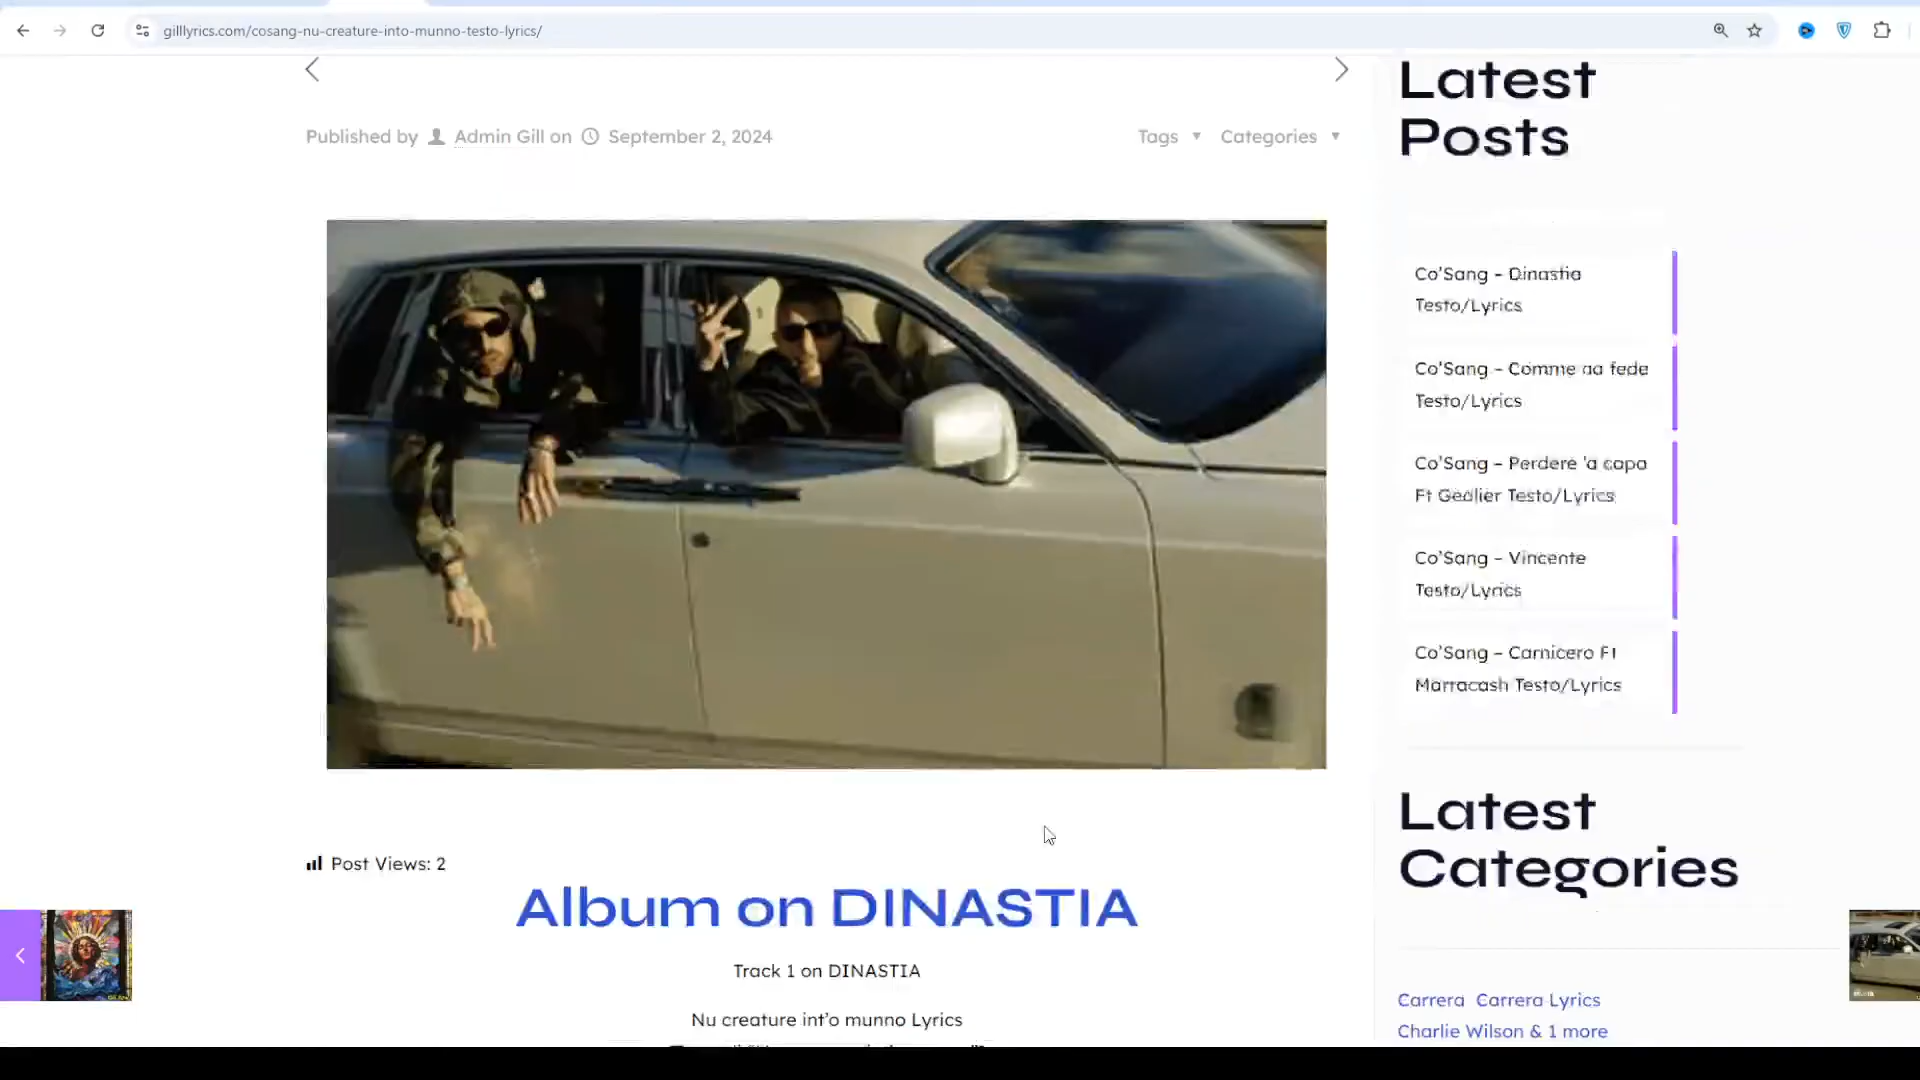 gilllyrics.com/cosang-nu-creature-into-munno-testo-lyrics/
Published by Admin Gill on September 2, 2024
Tags
Categories
Post Views: 2
Album on DINASTIA
Track 1 on DINASTIA
Nu creature int’o munno Lyrics
Latest
Posts
Co’Sang – Dinastia
Testo/Lyrics
Co’Sang – Comme aa fede
Testo/Lyrics
Co’Sang – Perdere ’a capa
Ft Geolier Testo/Lyrics
Co’Sang – Vincente
Testo/Lyrics
Co’Sang – Carnicero Ft
Marracash Testo/Lyrics
Latest
Categories
Carrera Carrera Lyrics
Charlie Wilson & 1 more